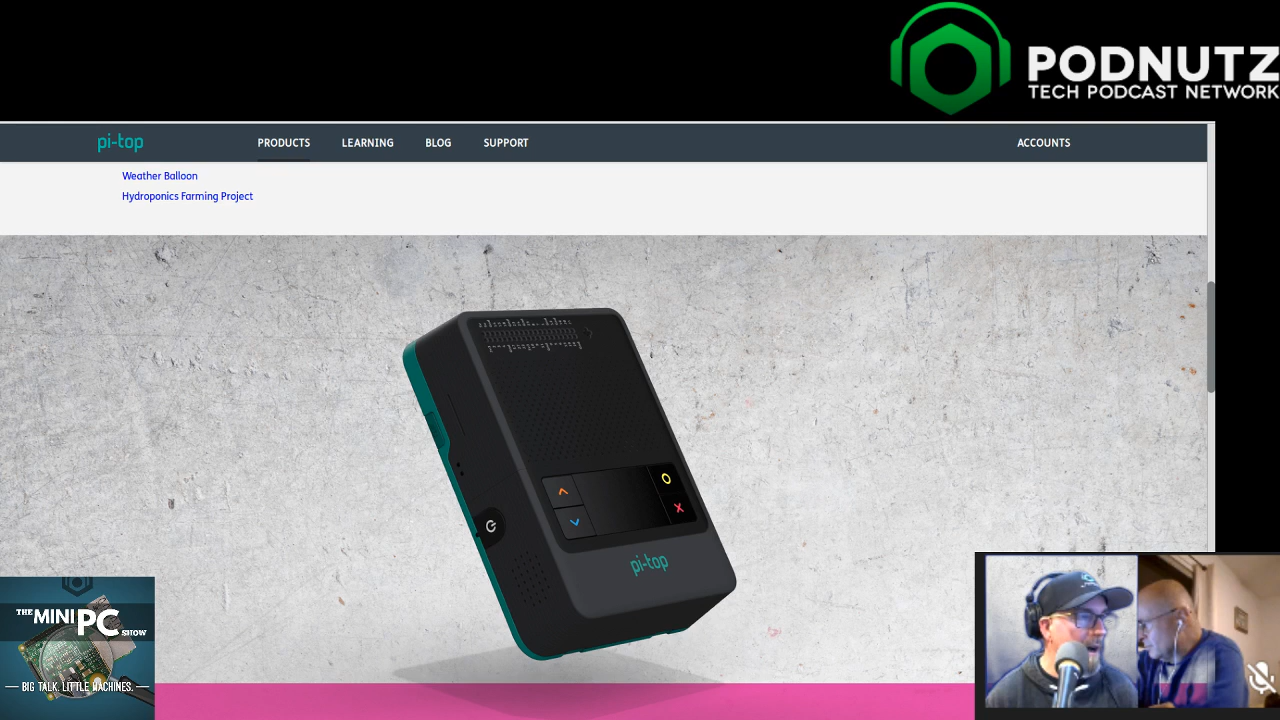 PODNUTZ
TECH PODCAST NETWORK
pi-top
PRODUCTS
LEARNING
BLOG
SUPPORT
ACCOUNTS
Weather Balloon
Hydroponics Farming Project
pi-top
THE MINI PC SHOW
BIG TALK. LITTLE MACHINES.